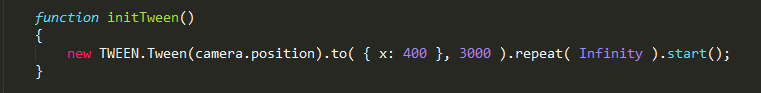 function initTween()
{
new TWEEN.Tween(camera.position).to( { x: 400 }, 3000 ).repeat( Infinity ).start();
}